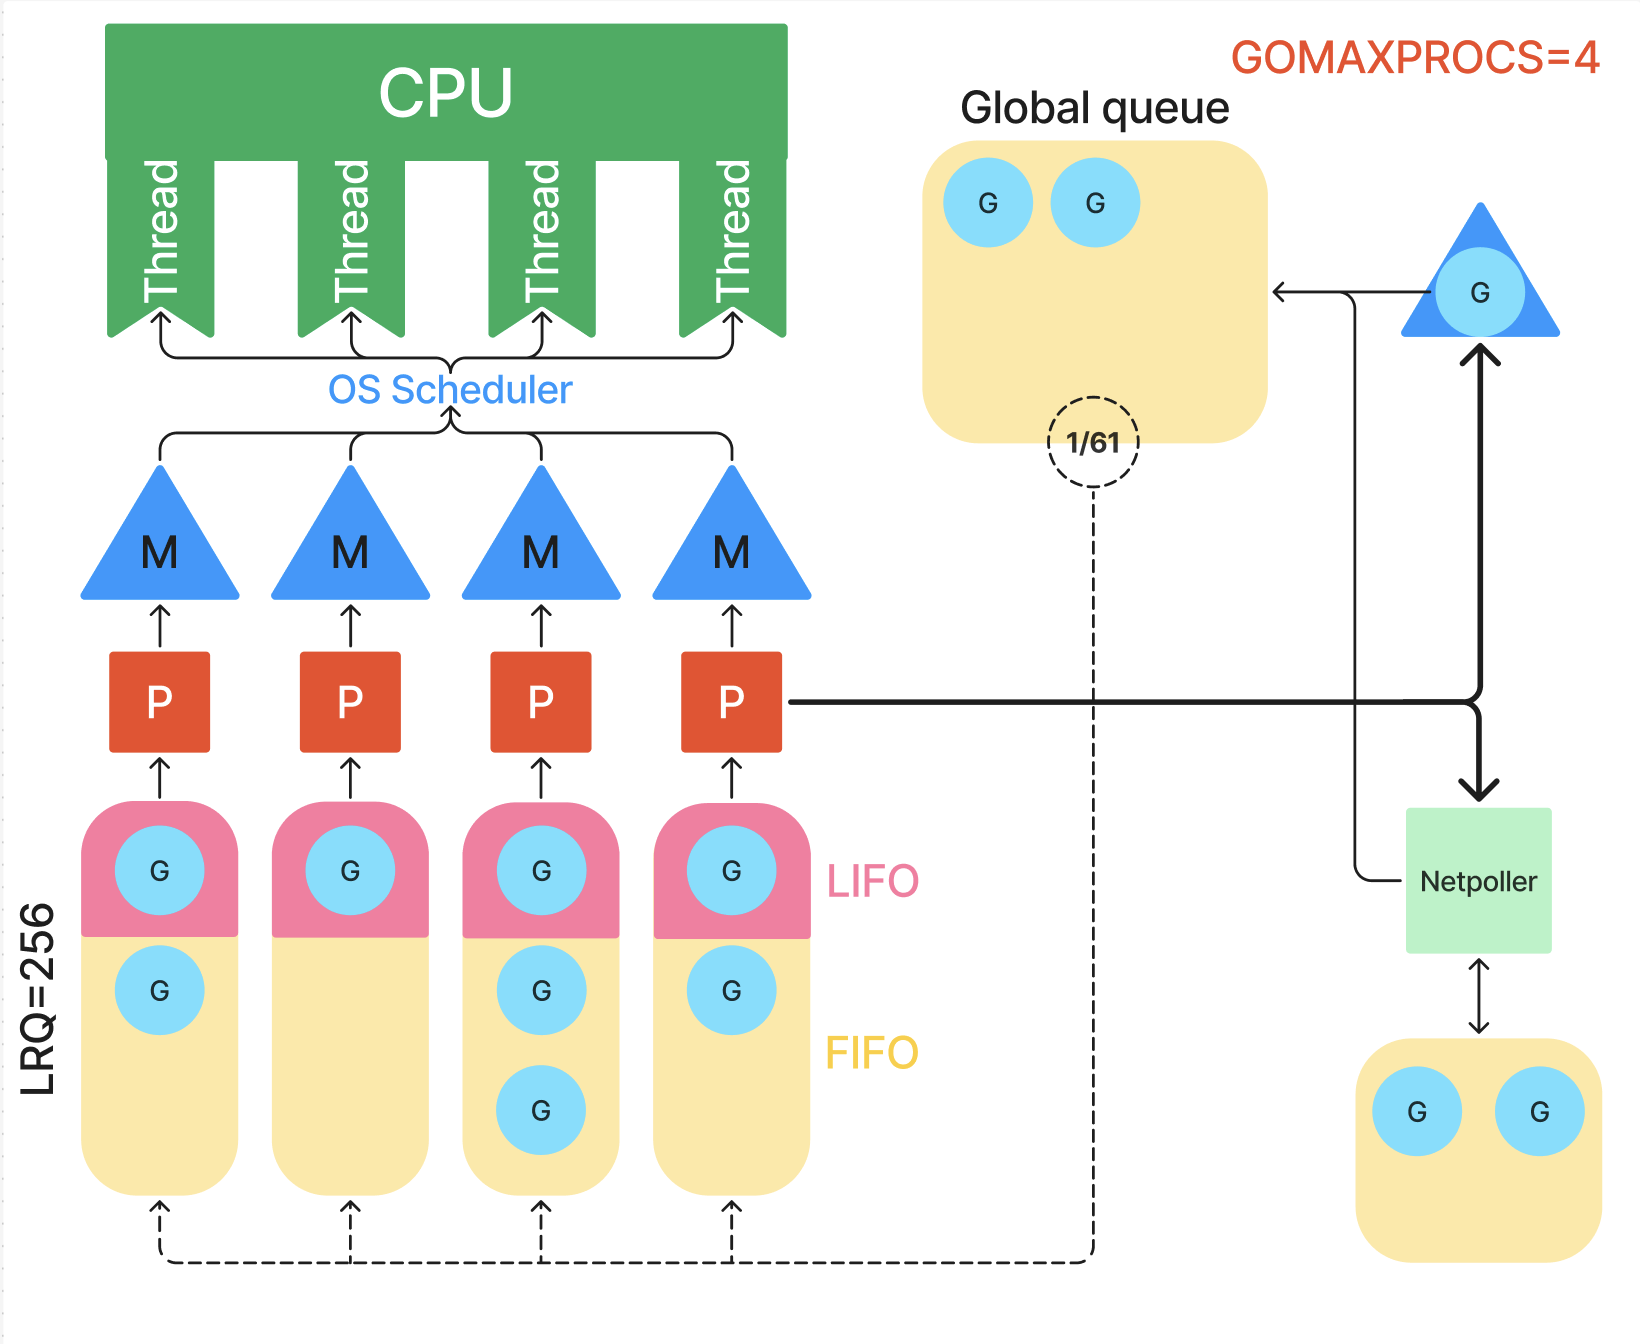 GOMAXPROCS=4
CPU
Global queue
Thread
Thread
Thread
Thread
G
G
G
OS Scheduler
1/61
M
M
M
M
P
P
P
P
G
G
G
G
LIFO
Netpoller
LRQ=256
G
G
G
FIFO
G
G
G